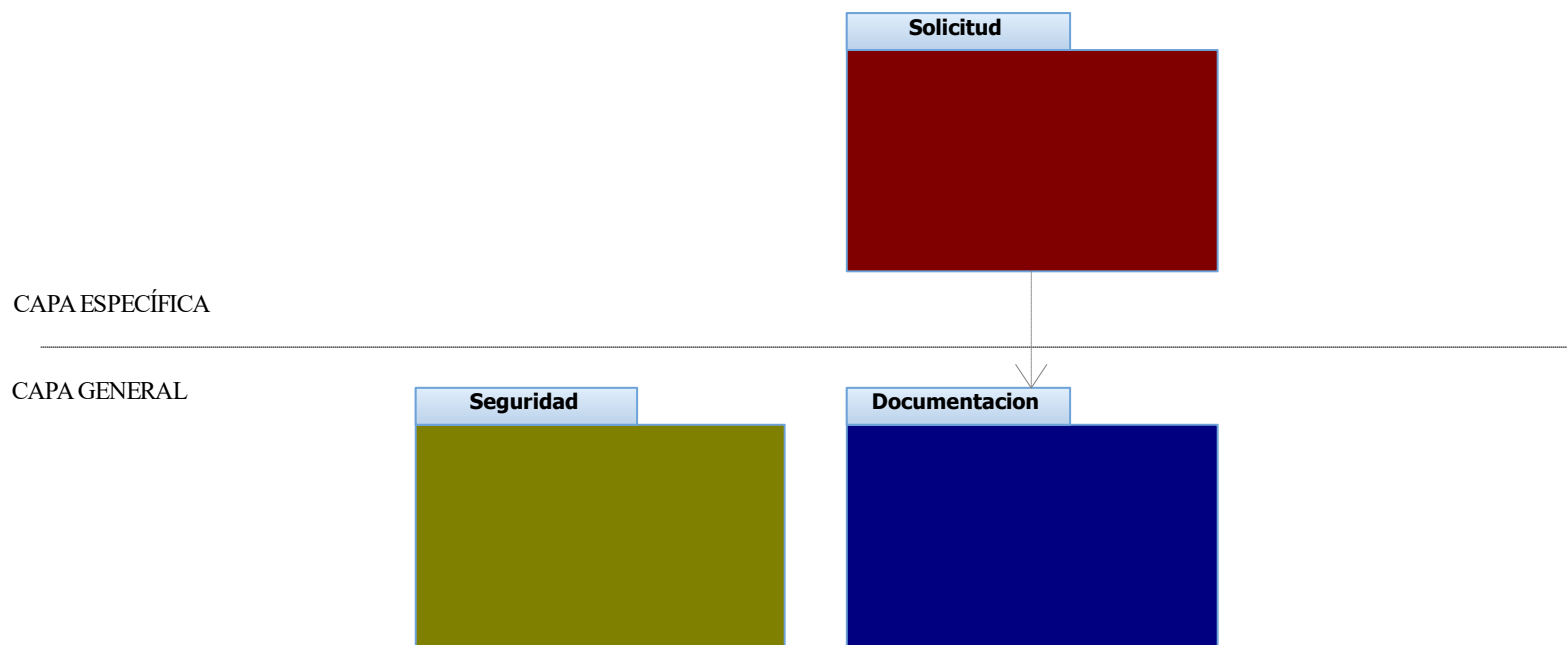 Solicitud
CAPA ESPECÍFICA
CAPA GENERAL
Seguridad
Documentacion